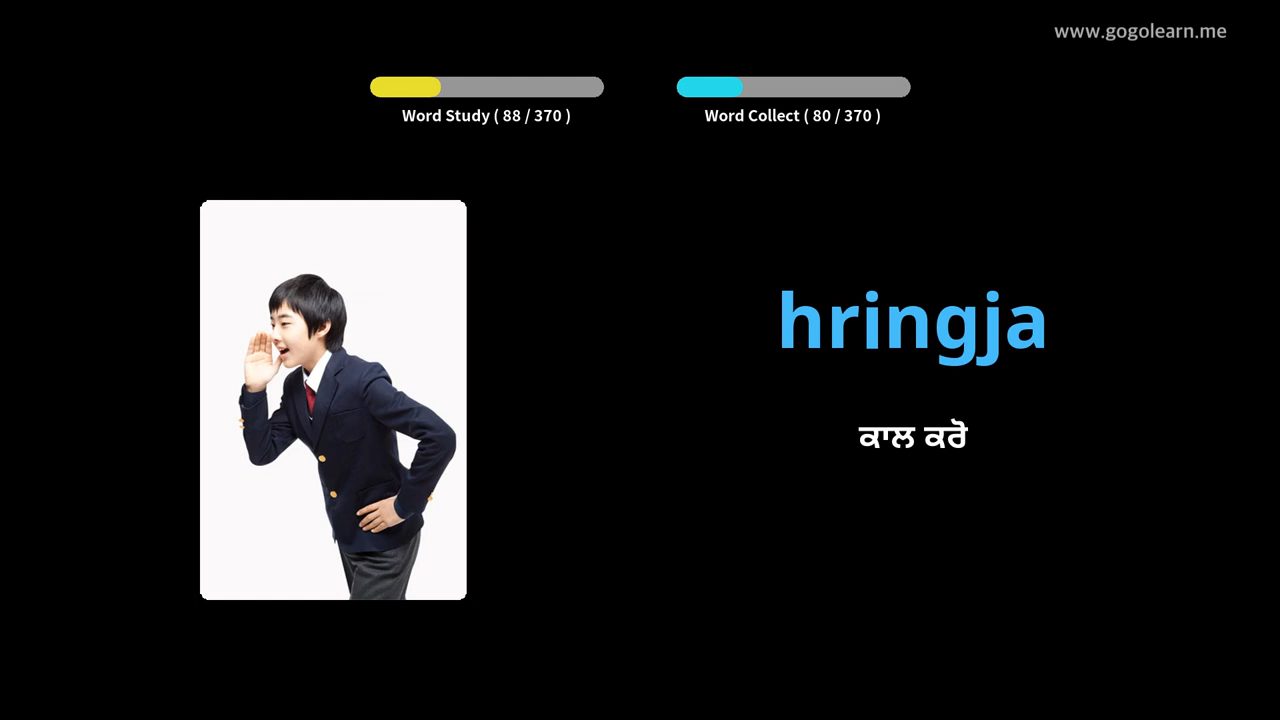 www.gogolearn.me
Word Study ( 88 / 370 )
Word Collect ( 80 / 370 )
hringja
ਕਾਲ ਕਰੋ